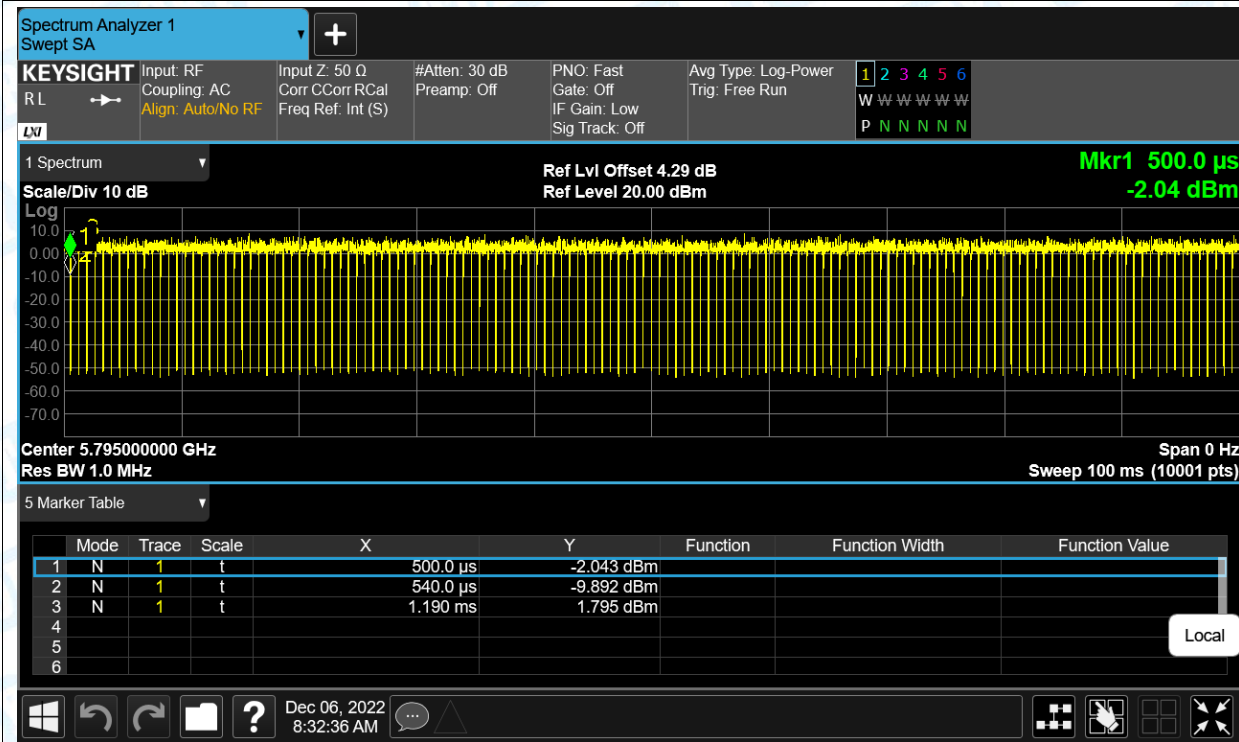 Spectrum Analyzer 1
Swept SA
+
KEYSIGHT Input: RF Input Z: 50 Ω #Atten: 30 dB PNO: Fast Avg Type: Log-Power 1 2 3 4 5 6
R L Coupling: AC Corr CCorr RCal Preamp: Off Gate: Off Trig: Free Run W W W W W W
Align: Auto/No RF Freq Ref: Int (S) IF Gain: Low
LXI Sig Track: Off P N N N N N
1 Spectrum
Ref Lvl Offset 4.29 dB Mkr1 500.0 µs
Scale/Div 10 dB Ref Level 20.00 dBm -2.04 dBm
Log
10.0
1
0.00
2
-10.0
-20.0
-30.0
-40.0
-50.0
-60.0
-70.0
Center 5.795000000 GHz Span 0 Hz
Res BW 1.0 MHz Sweep 100 ms (10001 pts)
5 Marker Table
Mode Trace Scale X Y Function Function Width Function Value
1 N 1 t 500.0 µs -2.043 dBm
2 N 1 t 540.0 µs -9.892 dBm
3 N 1 t 1.190 ms 1.795 dBm
4
5
6
Local
? Dec 06, 2022
8:32:36 AM